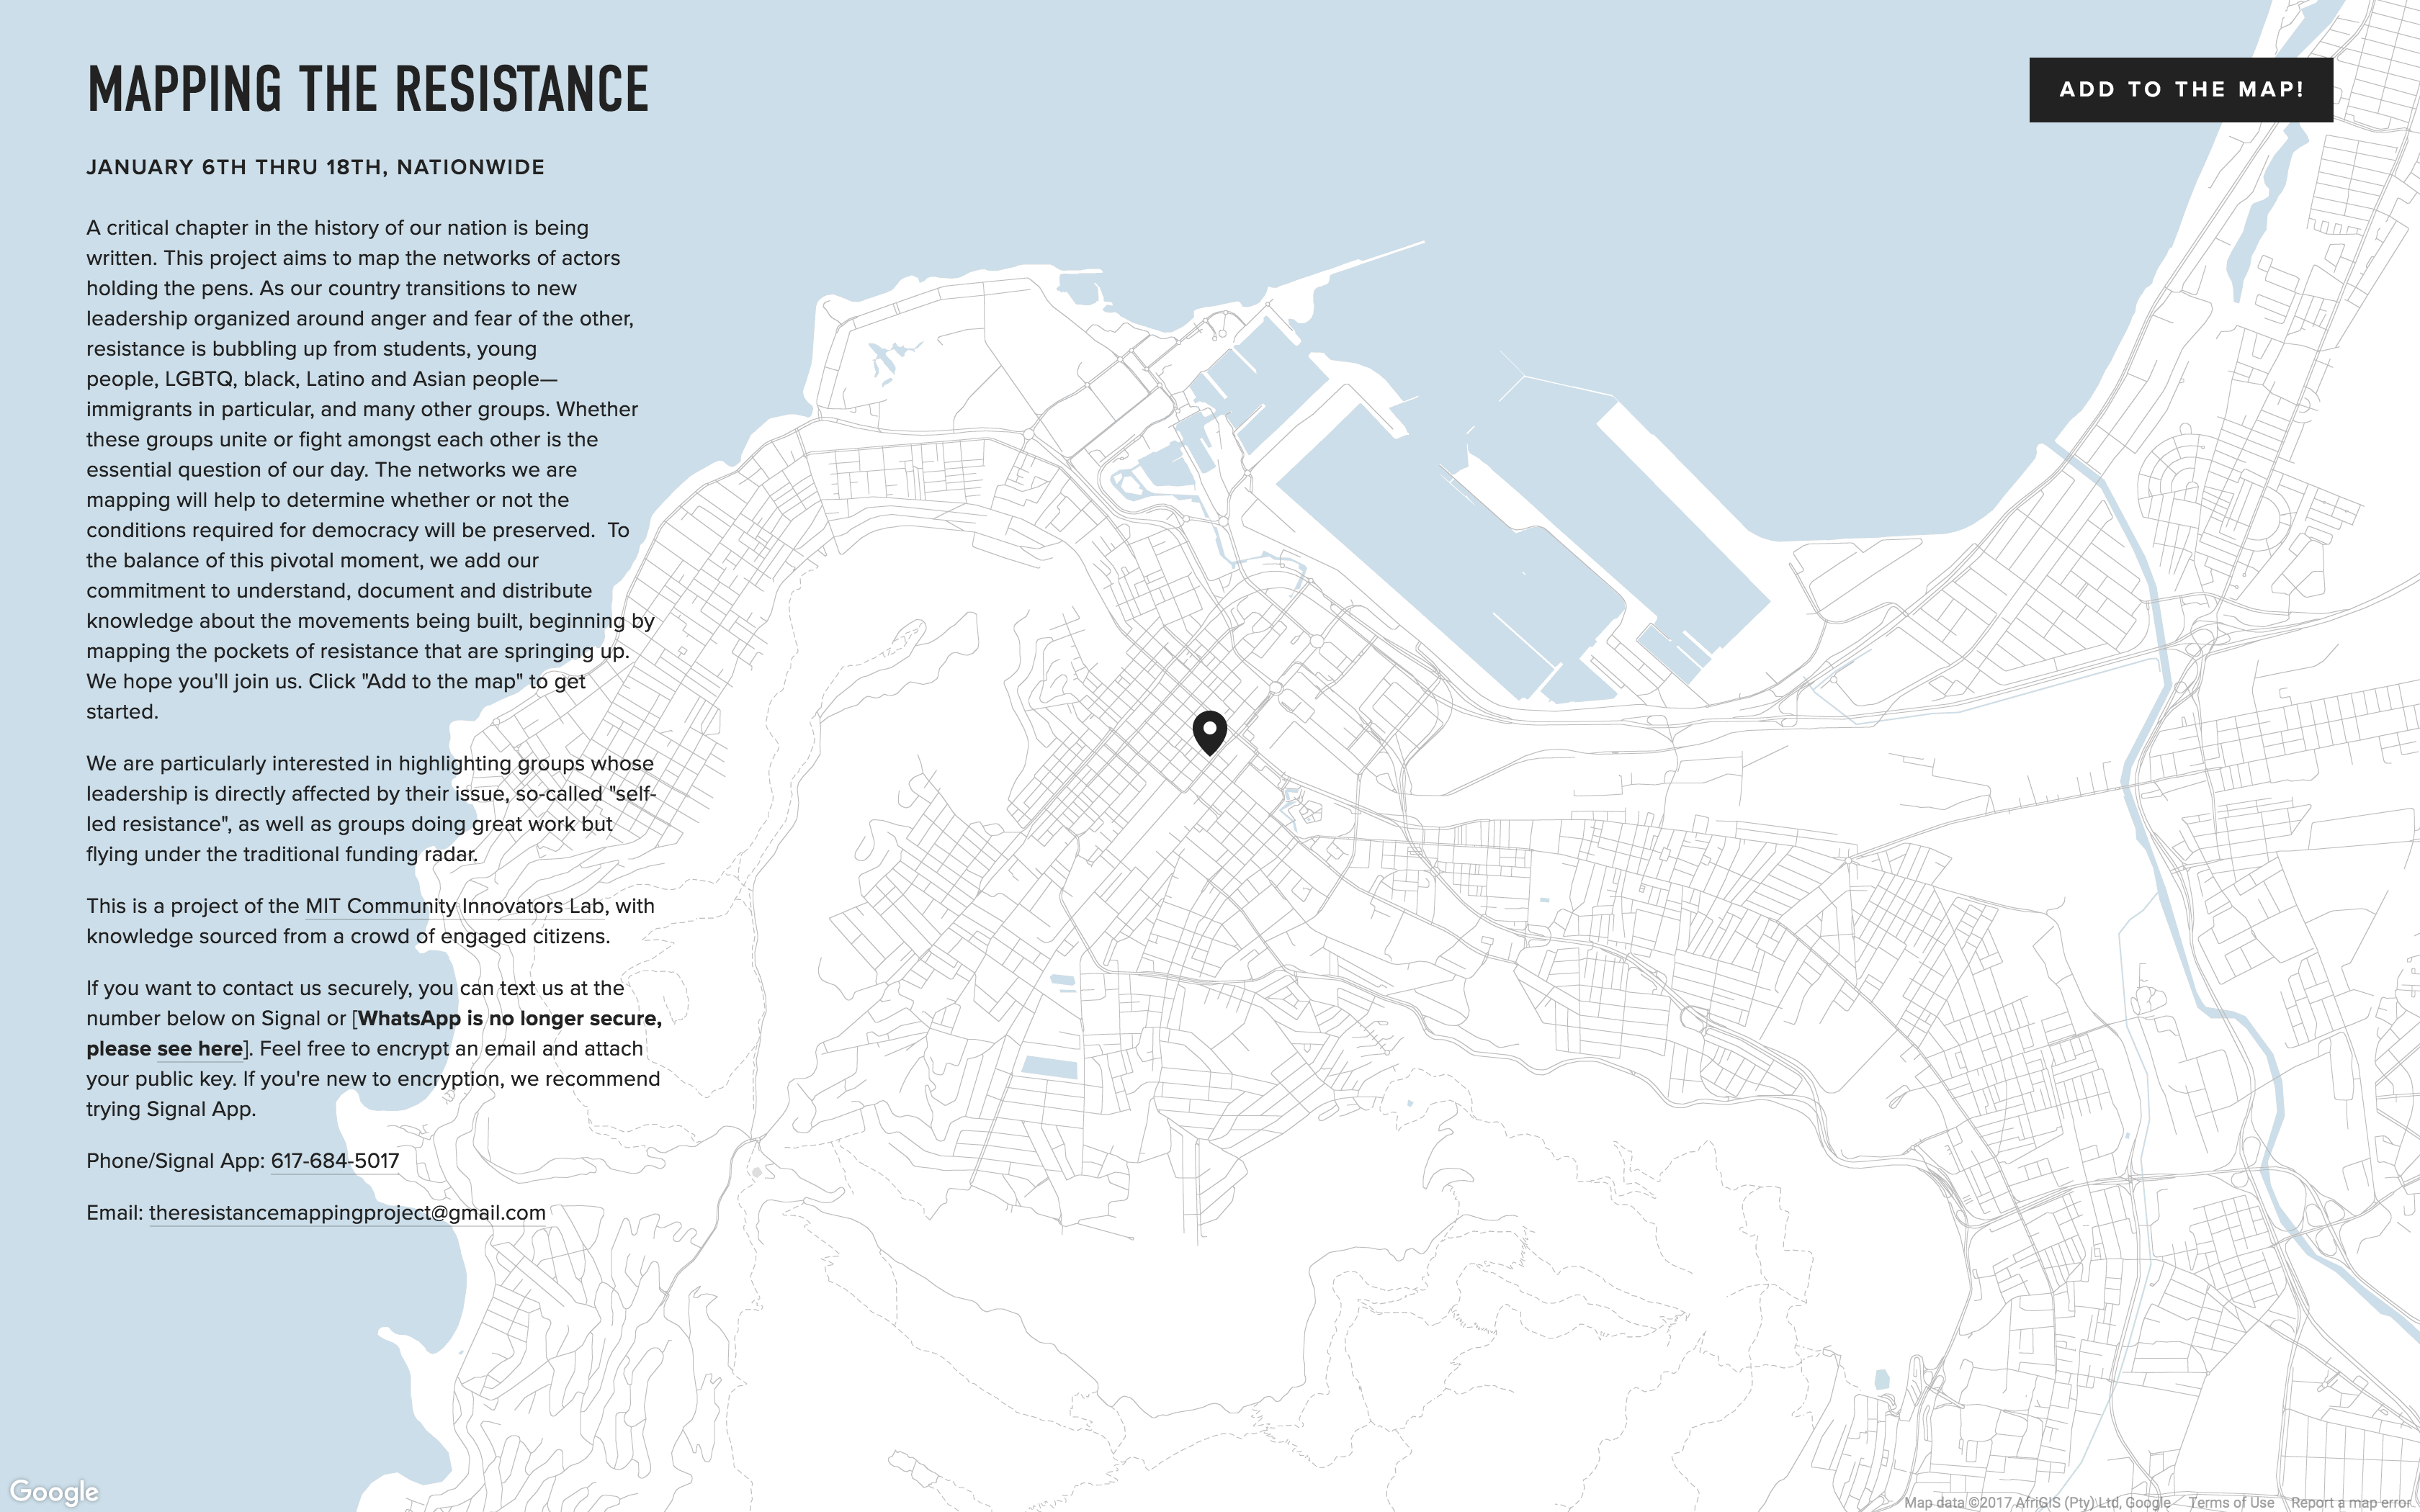 MAPPING THE RESISTANCE
ADD TO THE MAP!
JANUARY 6TH THRU 18TH, NATIONWIDE
A critical chapter in the history of our nation is being
written. This project aims to map the networks of actors
holding the pens. As our country transitions to new
leadership organized around anger and fear of the other,
resistance is bubbling up from students, young
people, LGBTQ, black, Latino and Asian people—
immigrants in particular, and many other groups. Whether
these groups unite or fight amongst each other is the
essential question of our day. The networks we are
mapping will help to determine whether or not the
conditions required for democracy will be preserved.  To
the balance of this pivotal moment, we add our
commitment to understand, document and distribute
knowledge about the movements being built, beginning by
mapping the pockets of resistance that are springing up.
We hope you'll join us. Click "Add to the map" to get
started.
We are particularly interested in highlighting groups whose
leadership is directly affected by their issue, so-called "self-
led resistance", as well as groups doing great work but
flying under the traditional funding radar.
This is a project of the MIT Community Innovators Lab, with
knowledge sourced from a crowd of engaged citizens.
If you want to contact us securely, you can text us at the
number below on Signal or [WhatsApp is no longer secure,
please see here]. Feel free to encrypt an email and attach
your public key. If you're new to encryption, we recommend
trying Signal App.
Phone/Signal App: 617-684-5017
Email: theresistancemappingproject@gmail.com
Google
Map data ©2017 AfriGIS (Pty) Ltd, Google Terms of Use Report a map error